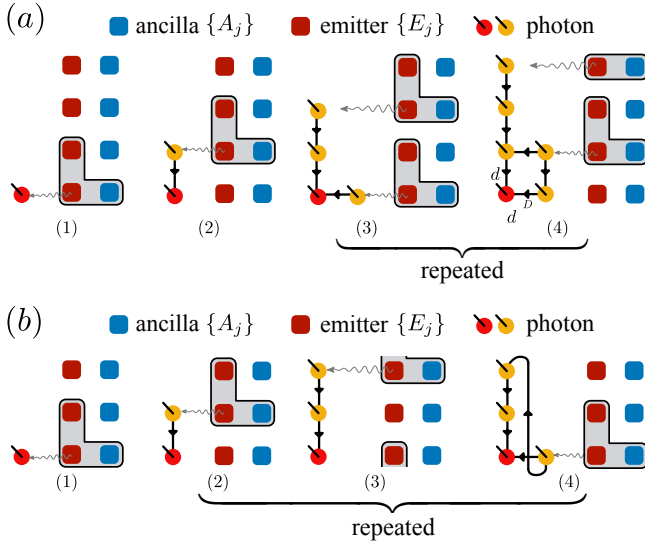 (a)
ancilla {A_j} emitter {E_j} photon
d
d D
(1) (2) (3) (4)
repeated
(b)
ancilla {A_j} emitter {E_j} photon
(1) (2) (3) (4)
repeated